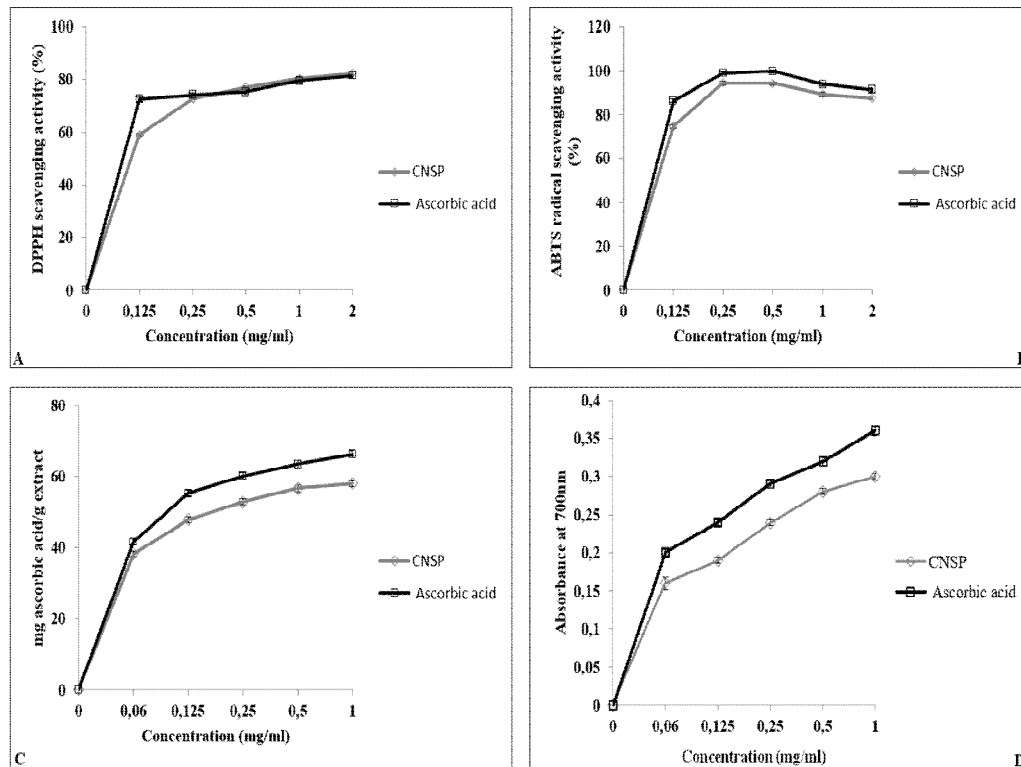 100
80
60
40
20
0
DPPH scavenging activity (%)
0 0,125 0,25 0,5 1 2
Concentration (mg/ml)
CNSP
Ascorbic acid
A
120
100
80
60
40
20
0
ABTS radical scavenging activity
(%)
0 0,125 0,25 0,5 1 2
Concentration (mg/ml)
CNSP
Ascorbic acid
80
60
40
20
0
mg ascorbic acid/g extract
0 0,06 0,125 0,25 0,5 1
Concentration (mg/ml)
CNSP
Ascorbic acid
C
0,4
0,35
0,3
0,25
0,2
0,15
0,1
0,05
0
Absorbance at 700nm
0 0,06 0,125 0,25 0,5 1
Concentration (mg/ml)
CNSP
Ascorbic acid
D